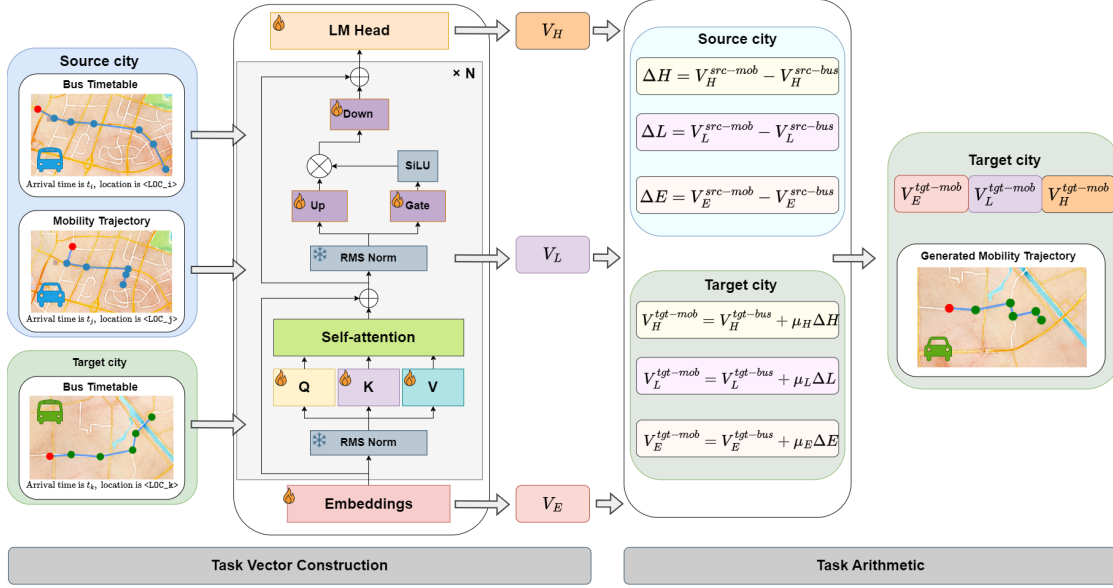 Source city
Bus Timetable
Arrival time is t_i, location is <LOC_i>
Mobility Trajectory
Arrival time is t_j, location is <LOC_j>
Target city
Bus Timetable
Arrival time is t_k, location is <LOC_k>
LM Head
× N
Down
SiLU
Up
Gate
RMS Norm
Self-attention
Q
K
V
RMS Norm
Embeddings
V_H
V_L
V_E
Source city
ΔH = V_H^{src-mob} − V_H^{src-bus}
ΔL = V_L^{src-mob} − V_L^{src-bus}
ΔE = V_E^{src-mob} − V_E^{src-bus}
Target city
V_H^{tgt-mob} = V_H^{tgt-bus} + μ_H ΔH
V_L^{tgt-mob} = V_L^{tgt-bus} + μ_L ΔL
V_E^{tgt-mob} = V_E^{tgt-bus} + μ_E ΔE
Target city
V_E^{tgt-mob} V_L^{tgt-mob} V_H^{tgt-mob}
Generated Mobility Trajectory
Task Vector Construction
Task Arithmetic